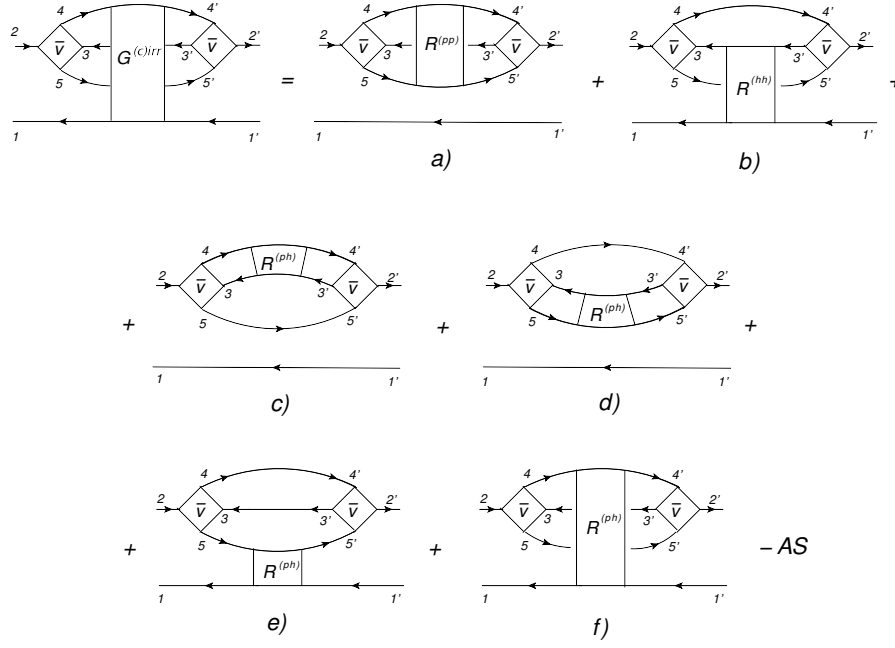 2 4 v̄ 3 5 G(c)irr 4' v̄ 3' 5' 2'
1 1'
=
2 4 v̄ 3 5 R(pp) 4' v̄ 3' 5' 2'
1 1'
a)
+
2 4 v̄ 3 5 R(hh) 4' v̄ 3' 5' 2'
1 1'
b)
+
+
2 4 v̄ 3 5 R(ph) 4' v̄ 3' 5' 2'
1 1'
c)
+
2 4 v̄ 3 5 R(ph) 4' v̄ 3' 5' 2'
1 1'
d)
+
+
2 4 v̄ 3 5 R(ph) 4' v̄ 3' 5' 2'
1 1'
e)
+
2 4 v̄ 3 5 R(ph) 4' v̄ 3' 5' 2'
1 1'
f)
– AS